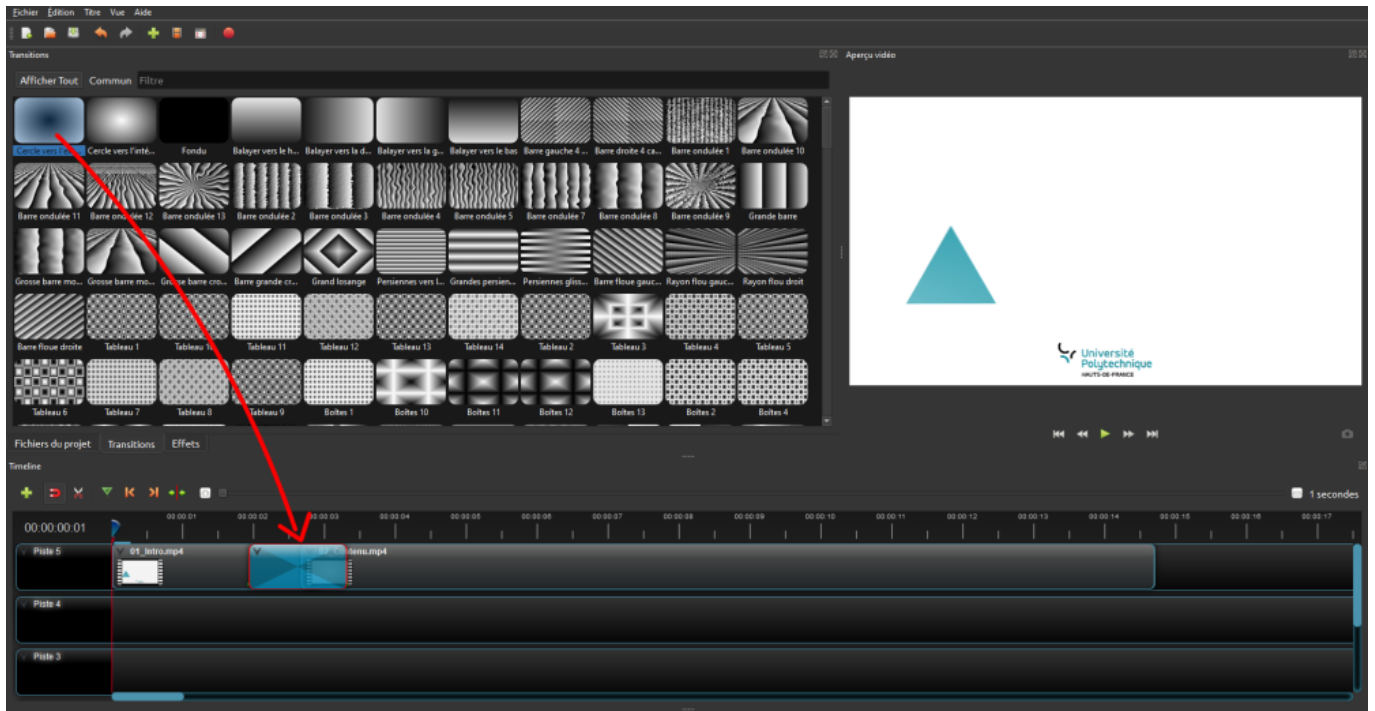 Fichier Édition Titre Vue Aide
Transitions
Aperçu vidéo
Afficher Tout Commun Filtre
Cercle vers l'ex... Cercle vers l'inté... Fondu Balayer vers le h... Balayer vers la d... Balayer vers la g... Balayer vers le bas Barre gauche 4 ... Barre droite 4 ca... Barre ondulée 1 Barre ondulée 10
Barre ondulée 11 Barre ondulée 12 Barre ondulée 13 Barre ondulée 2 Barre ondulée 3 Barre ondulée 4 Barre ondulée 5 Barre ondulée 7 Barre ondulée 8 Barre ondulée 9 Grande barre
Grosse barre mo... Grosse barre mo... Grosse barre cro... Barre grande cr... Grand losange Persiennes vers l... Grandes persien... Persiennes gliss... Barre floue gauc... Rayon flou gauc... Rayon flou droit
Barre floue droite Tableau 1 Tableau 10 Tableau 11 Tableau 12 Tableau 13 Tableau 14 Tableau 2 Tableau 3 Tableau 4 Tableau 5
Tableau 6 Tableau 7 Tableau 8 Tableau 9 Boîtes 1 Boîtes 10 Boîtes 11 Boîtes 12 Boîtes 13 Boîtes 2 Boîtes 4
Université
Polytechnique
HAUTS-DE-FRANCE
Fichiers du projet Transitions Effets
Timeline
1 secondes
00:00:00:01
00:00:01 00:00:02 00:00:03 00:00:04 00:00:05 00:00:06 00:00:07 00:00:08 00:00:09 00:00:10 00:00:11 00:00:12 00:00:13 00:00:14 00:00:15 00:00:16 00:00:17
Piste 5 01_Intro.mp4 02_Contenu.mp4
Piste 4
Piste 3